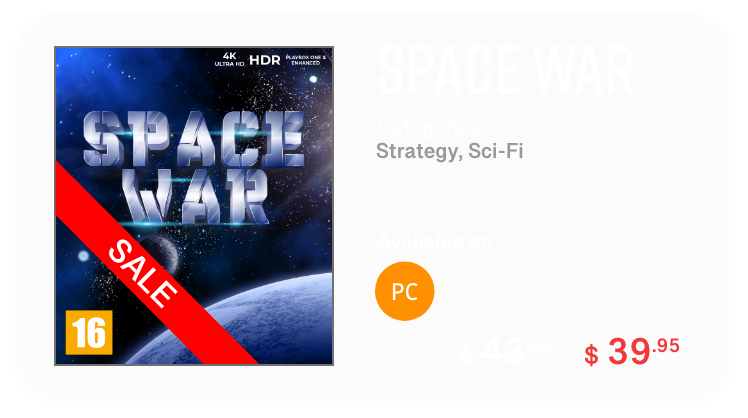 4K
ULTRA HD
HDR
PLAYBOX ONE S
ENHANCED
SPACE
WAR
SALE
16
SPACE WAR
Categories
Strategy, Sci-Fi
Available on
PC
$ 43.95
$ 39.95